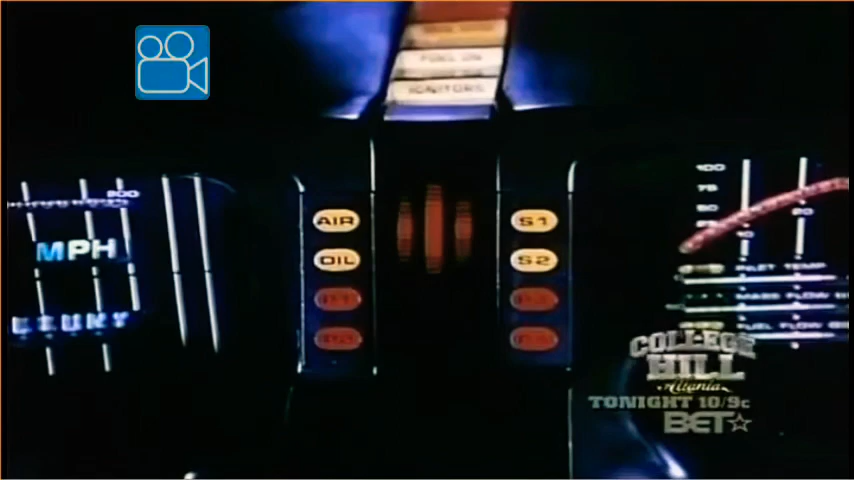 FUEL ON
IGNITORS
200
MPH
AIR
OIL
S1
S2
100
75
50
25
20
10
INLET TEMP
MASS FLOW
FUEL FLOW
COLLEGE
HILL
Atlanta
TONIGHT 10/9c
BET